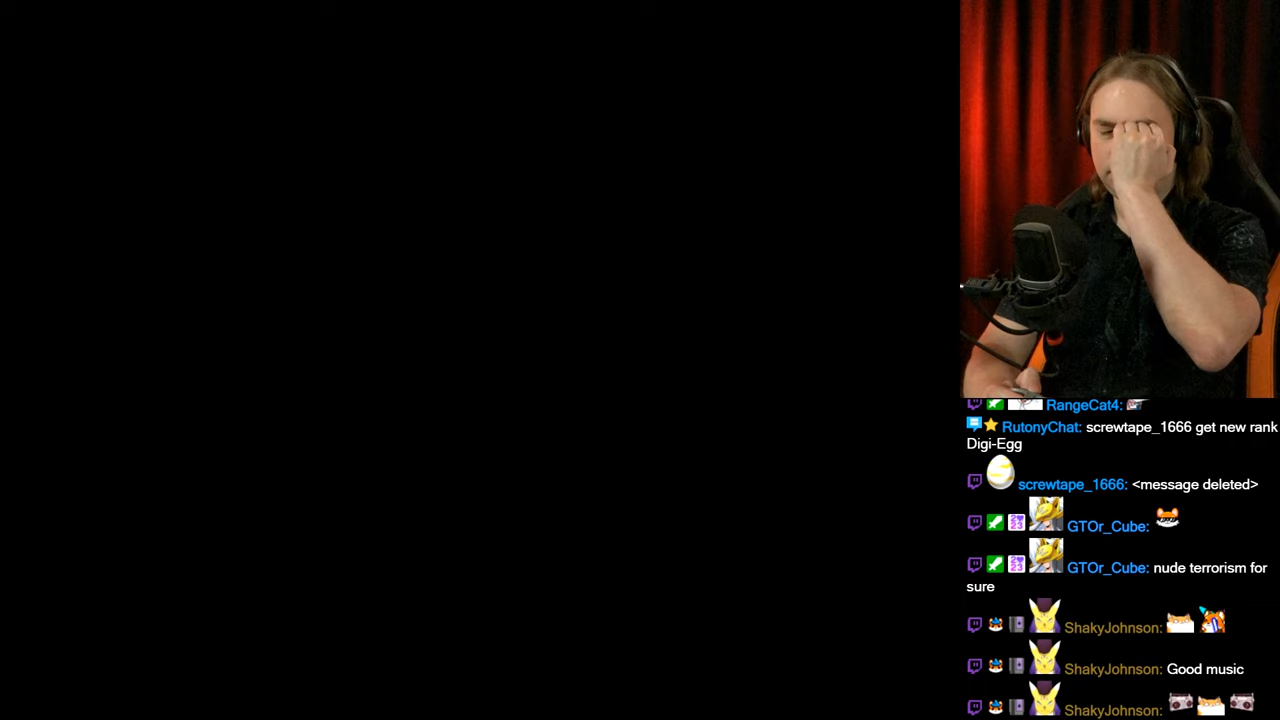 RangeCat4:
RutonyChat: screwtape_1666 get new rank
Digi-Egg
screwtape_1666: <message deleted>
GTOr_Cube:
GTOr_Cube: nude terrorism for
sure
ShakyJohnson:
ShakyJohnson: Good music
ShakyJohnson: